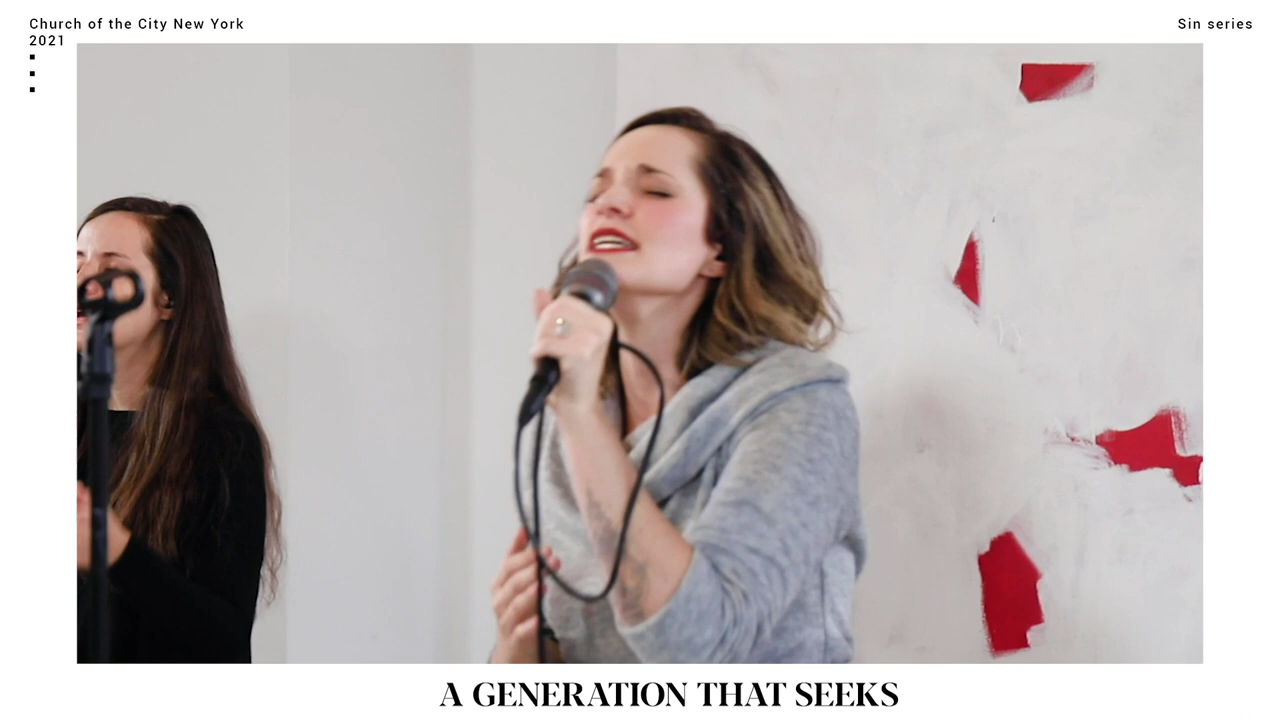 Church of the City New York
2021
Sin series
A GENERATION THAT SEEKS